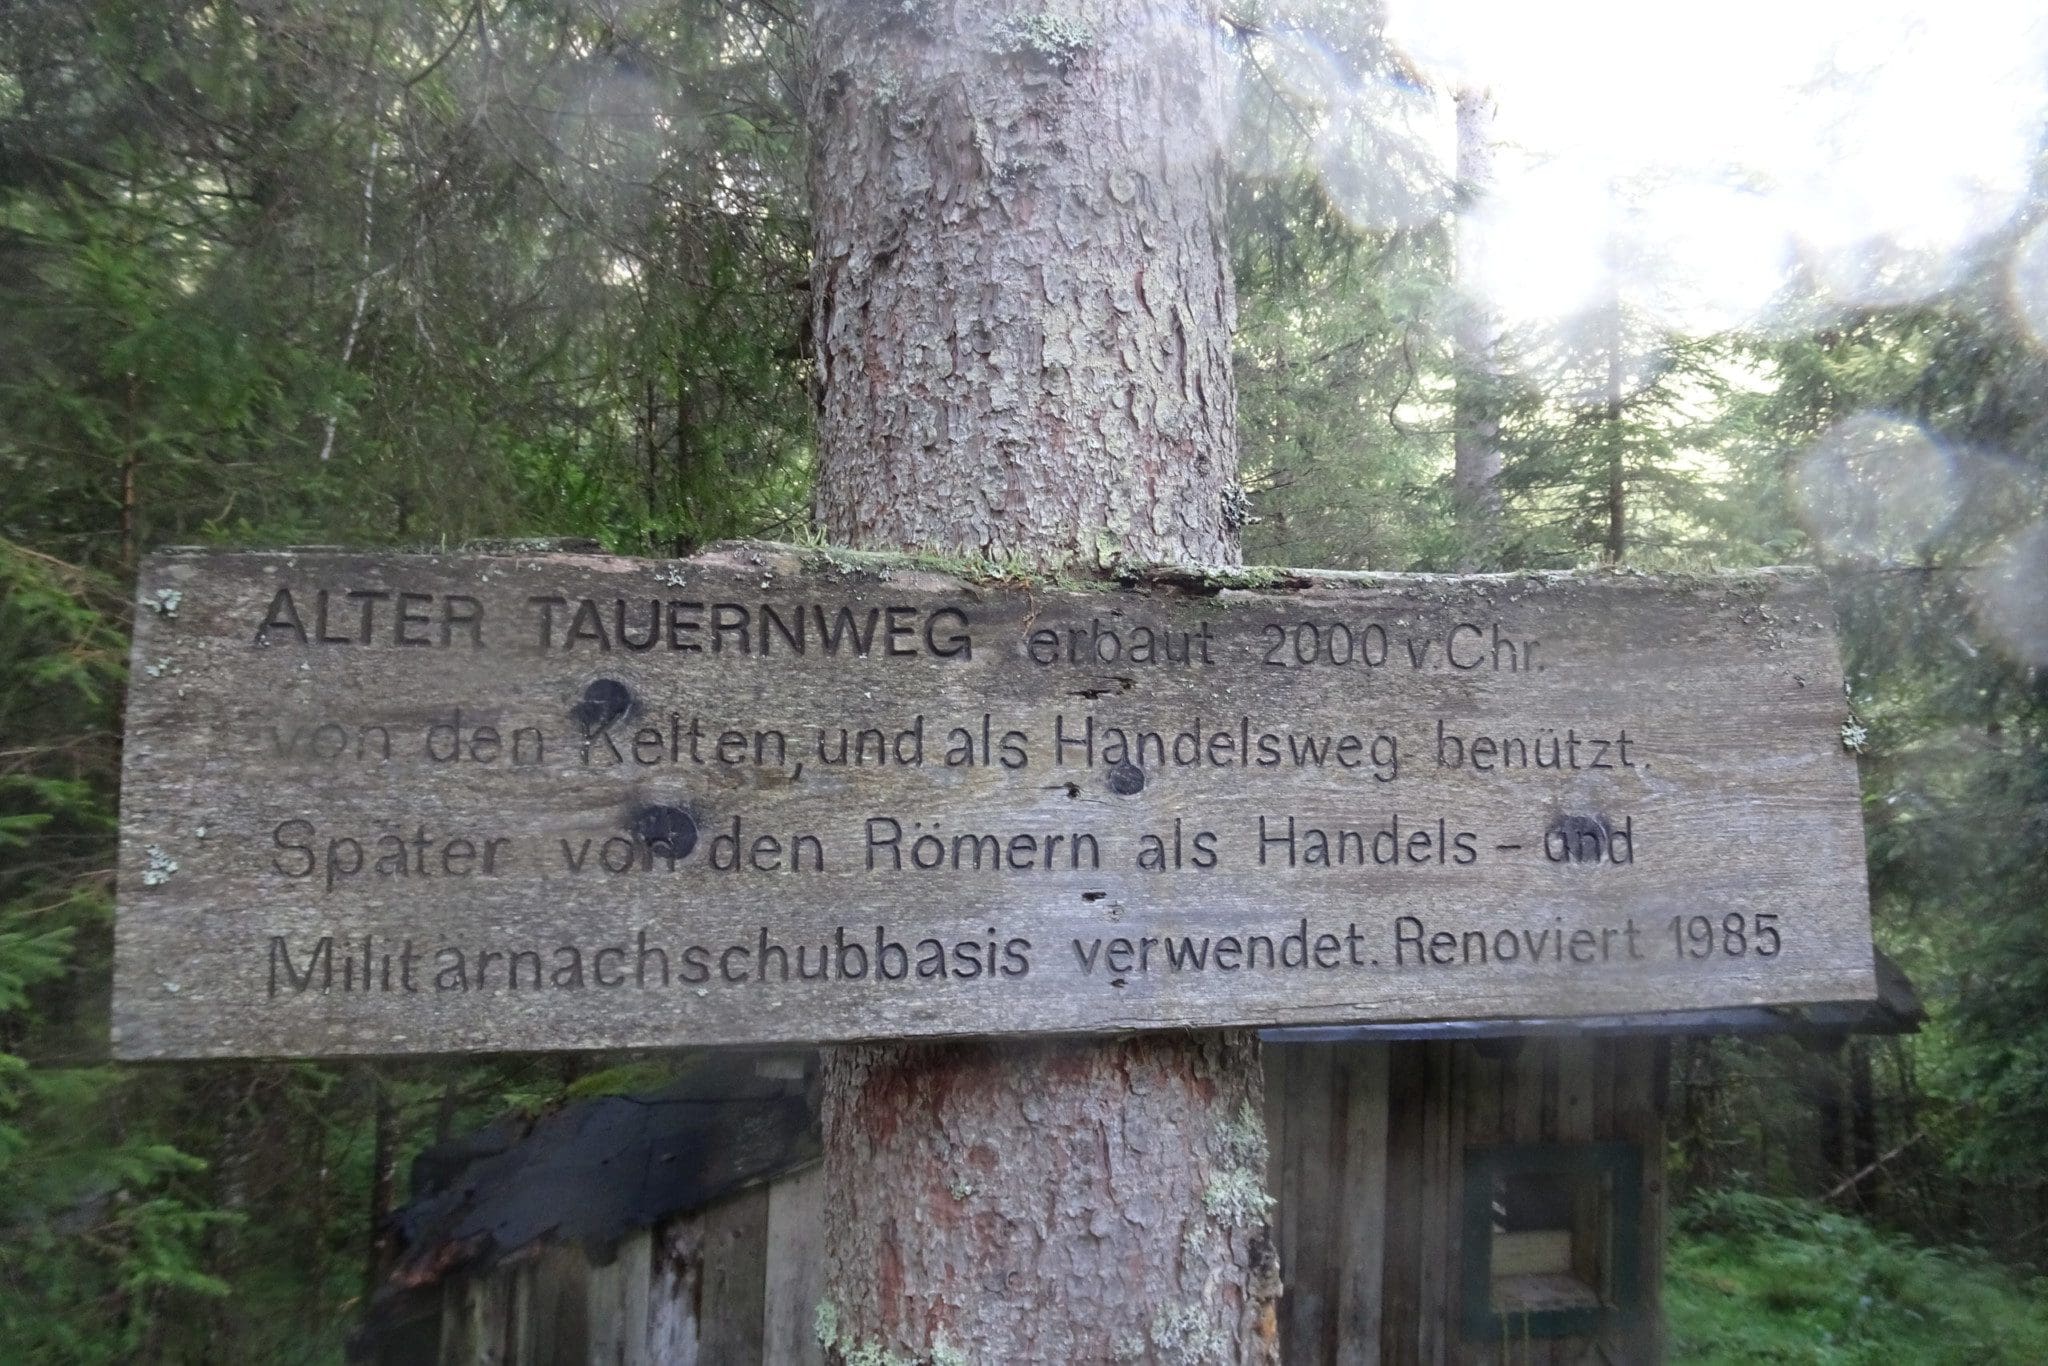 ALTER TAUERNWEG erbaut 2000 v.Chr.
von den Kelten, und als Handelsweg benützt.
Später von den Römern als Handels - und
Militärnachschubbasis verwendet. Renoviert 1985